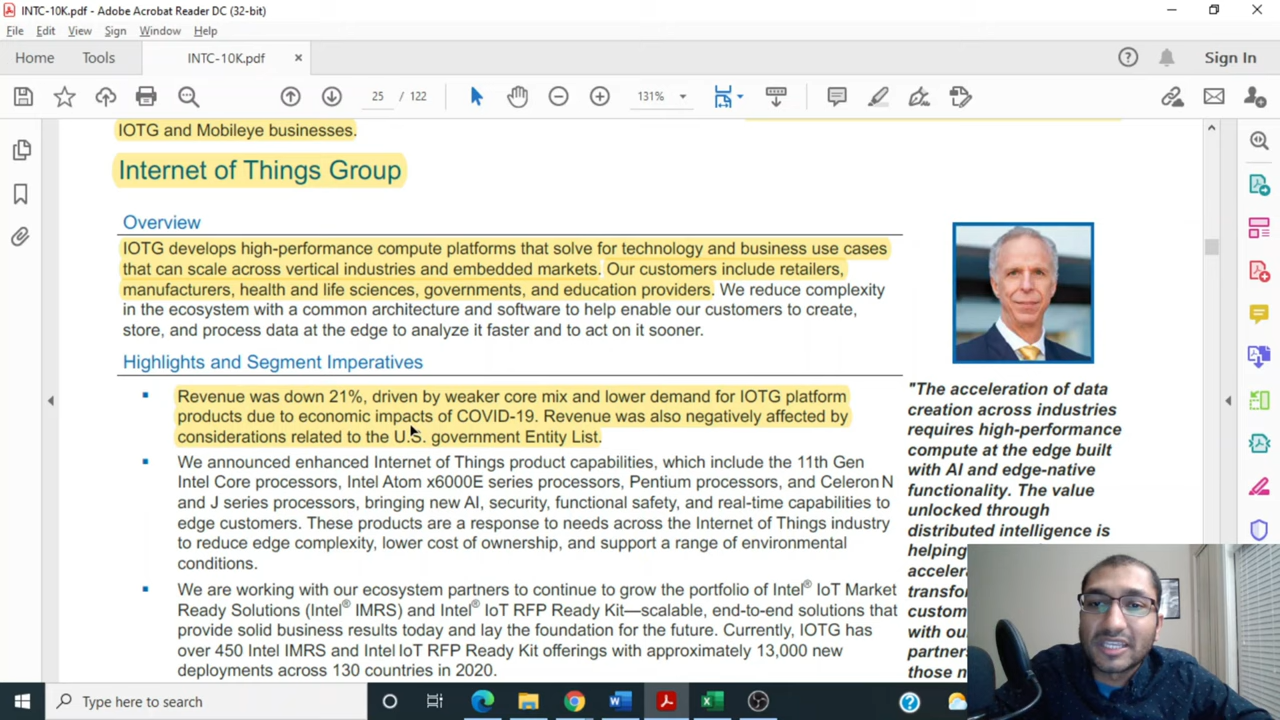 INTC-10K.pdf - Adobe Acrobat Reader DC (32-bit)
File Edit View Sign Window Help
Home Tools INTC-10K.pdf × Sign In
25 / 122 131%
IOTG and Mobileye businesses.
Internet of Things Group
Overview
IOTG develops high-performance compute platforms that solve for technology and business use cases
that can scale across vertical industries and embedded markets. Our customers include retailers,
manufacturers, health and life sciences, governments, and education providers. We reduce complexity
in the ecosystem with a common architecture and software to help enable our customers to create,
store, and process data at the edge to analyze it faster and to act on it sooner.
Highlights and Segment Imperatives
▪ Revenue was down 21%, driven by weaker core mix and lower demand for IOTG platform
products due to economic impacts of COVID-19. Revenue was also negatively affected by
considerations related to the U.S. government Entity List.
▪ We announced enhanced Internet of Things product capabilities, which include the 11th Gen
Intel Core processors, Intel Atom x6000E series processors, Pentium processors, and Celeron N
and J series processors, bringing new AI, security, functional safety, and real-time capabilities to
edge customers. These products are a response to needs across the Internet of Things industry
to reduce edge complexity, lower cost of ownership, and support a range of environmental
conditions.
▪ We are working with our ecosystem partners to continue to grow the portfolio of Intel® IoT Market
Ready Solutions (Intel® IMRS) and Intel® IoT RFP Ready Kit—scalable, end-to-end solutions that
provide solid business results today and lay the foundation for the future. Currently, IOTG has
over 450 Intel IMRS and Intel IoT RFP Ready Kit offerings with approximately 13,000 new
deployments across 130 countries in 2020.
"The acceleration of data
creation across industries
requires high-performance
compute at the edge built
with AI and edge-native
functionality. The value
unlocked through
distributed intelligence is
helping
with
those
Type here to search